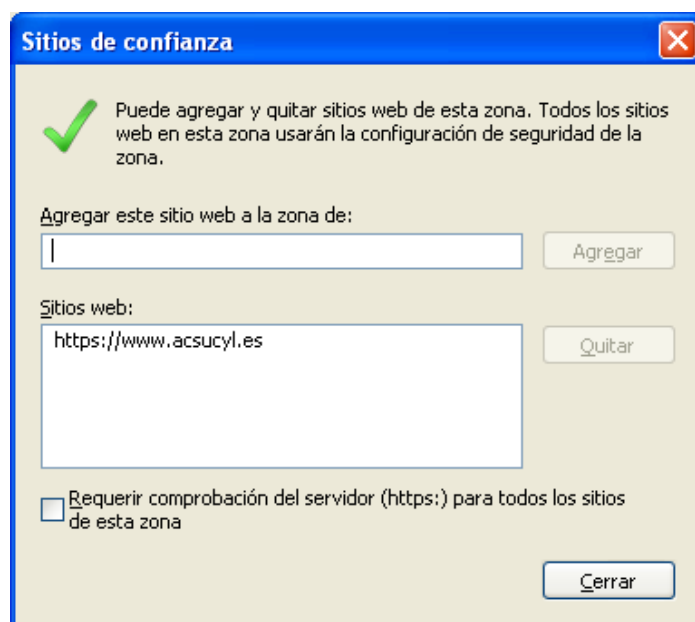 Sitios de confianza
Puede agregar y quitar sitios web de esta zona. Todos los sitios
web en esta zona usarán la configuración de seguridad de la
zona.
Agregar este sitio web a la zona de:
Agregar
Sitios web:
https://www.acsucyl.es
Quitar
Requerir comprobación del servidor (https:) para todos los sitios
de esta zona
Cerrar